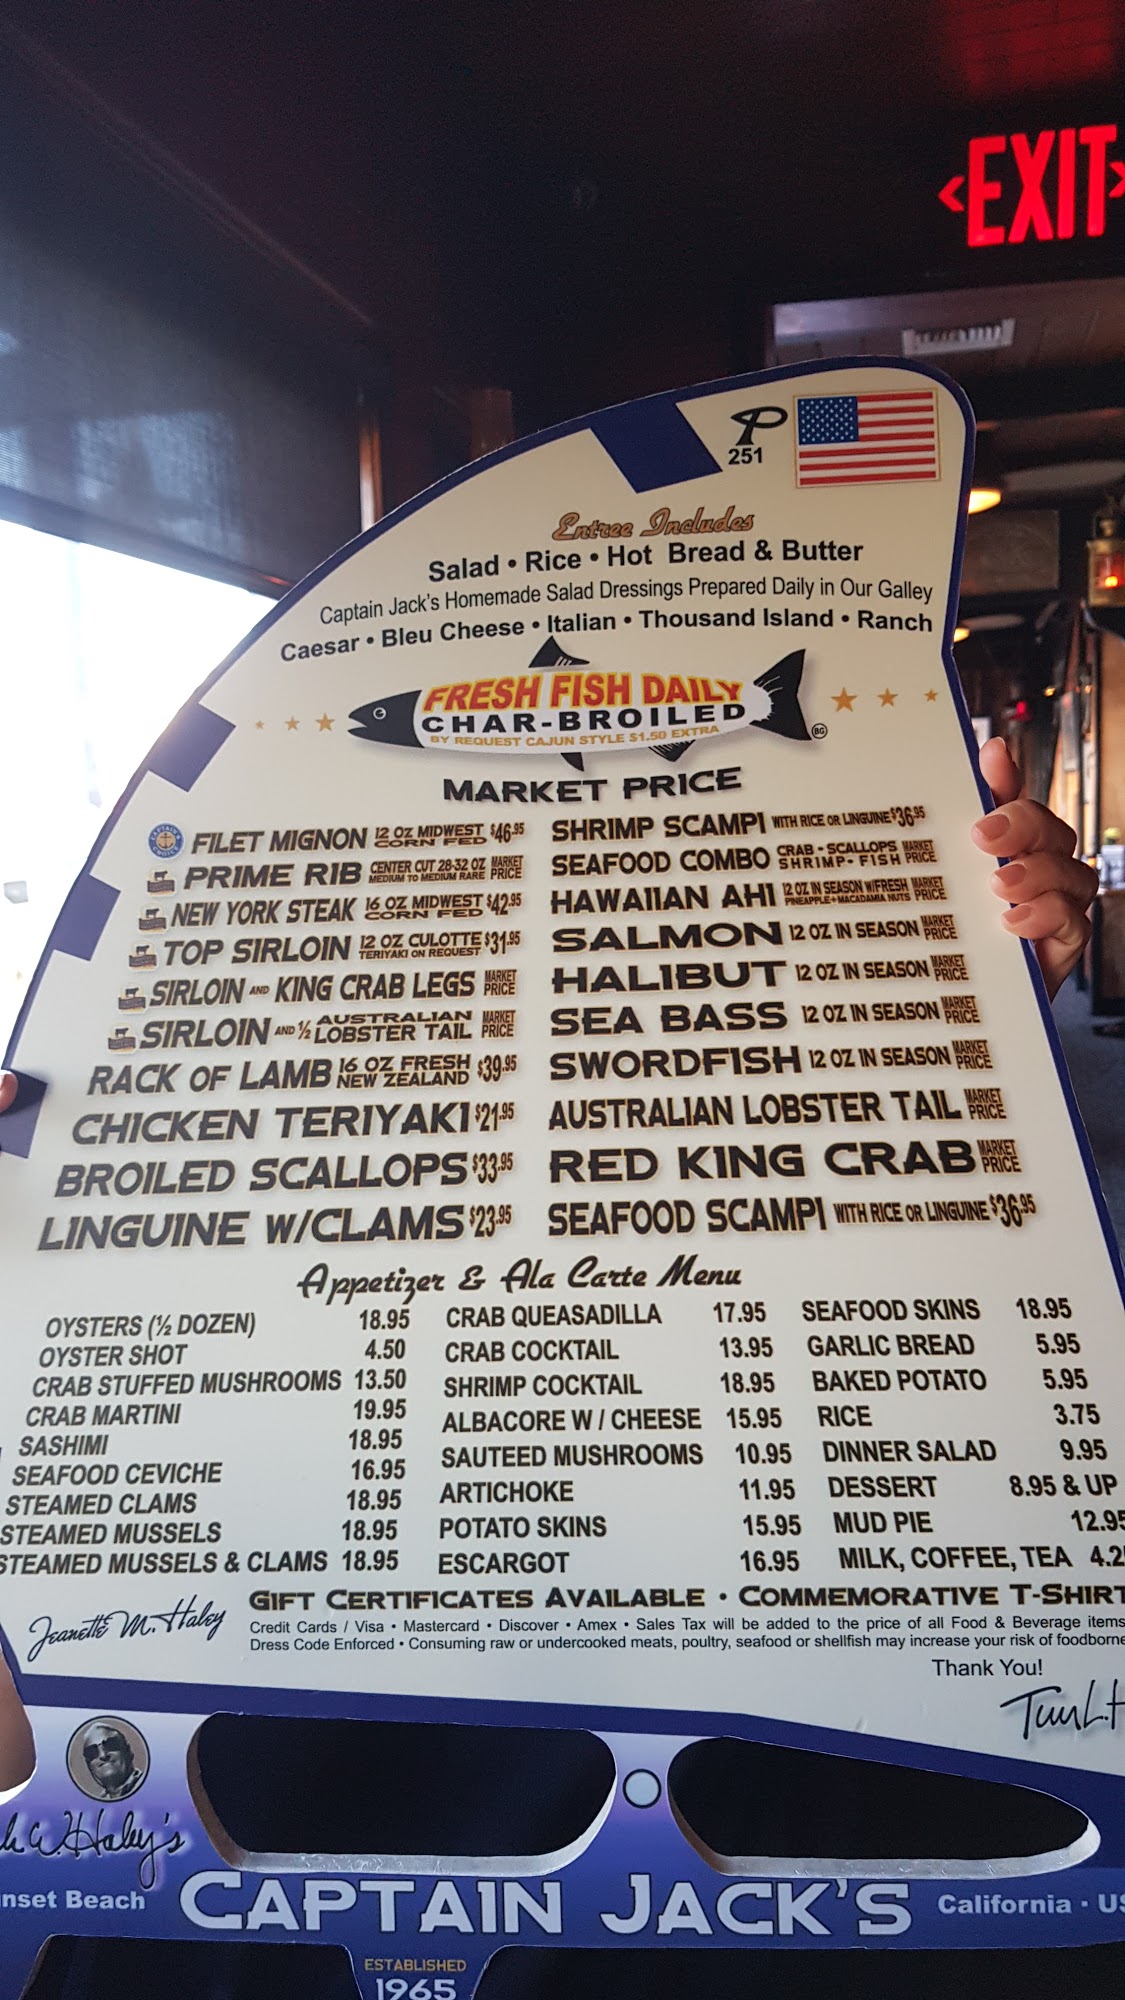 <EXIT>
P
251
Entree Includes
Salad • Rice • Hot Bread & Butter
Captain Jack's Homemade Salad Dressings Prepared Daily in Our Galley
Caesar • Bleu Cheese • Italian • Thousand Island • Ranch
FRESH FISH DAILY
CHAR-BROILED
BY REQUEST CAJUN STYLE $1.50 EXTRA
BG
MARKET PRICE
FILET MIGNON 12 OZ MIDWEST CORN FED $46.95
PRIME RIB CENTER CUT 28-32 OZ MEDIUM TO MEDIUM RARE MARKET PRICE
NEW YORK STEAK 16 OZ MIDWEST CORN FED $42.95
TOP SIRLOIN 12 OZ CULOTTE TERIYAKI ON REQUEST $31.95
SIRLOIN AND KING CRAB LEGS MARKET PRICE
SIRLOIN AND ½ AUSTRALIAN LOBSTER TAIL MARKET PRICE
RACK OF LAMB 16 OZ FRESH NEW ZEALAND $39.95
CHICKEN TERIYAKI $21.95
BROILED SCALLOPS $33.95
LINGUINE W/CLAMS $23.95
SHRIMP SCAMPI WITH RICE OR LINGUINE $36.95
SEAFOOD COMBO CRAB - SCALLOPS SHRIMP - FISH MARKET PRICE
HAWAIIAN AHI 12 OZ IN SEASON W/FRESH PINEAPPLE + MACADAMIA NUTS MARKET PRICE
SALMON 12 OZ IN SEASON MARKET PRICE
HALIBUT 12 OZ IN SEASON MARKET PRICE
SEA BASS 12 OZ IN SEASON MARKET PRICE
SWORDFISH 12 OZ IN SEASON MARKET PRICE
AUSTRALIAN LOBSTER TAIL MARKET PRICE
RED KING CRAB MARKET PRICE
SEAFOOD SCAMPI WITH RICE OR LINGUINE $36.95
Appetizer & Ala Carte Menu
OYSTERS (½ DOZEN) 18.95
OYSTER SHOT 4.50
CRAB STUFFED MUSHROOMS 13.50
CRAB MARTINI 19.95
SASHIMI 18.95
SEAFOOD CEVICHE 16.95
STEAMED CLAMS 18.95
STEAMED MUSSELS 18.95
STEAMED MUSSELS & CLAMS 18.95
CRAB QUEASADILLA 17.95
CRAB COCKTAIL 13.95
SHRIMP COCKTAIL 18.95
ALBACORE W / CHEESE 15.95
SAUTEED MUSHROOMS 10.95
ARTICHOKE 11.95
POTATO SKINS 15.95
ESCARGOT 16.95
SEAFOOD SKINS 18.95
GARLIC BREAD 5.95
BAKED POTATO 5.95
RICE 3.75
DINNER SALAD 9.95
DESSERT 8.95 & UP
MUD PIE 12.95
MILK, COFFEE, TEA 4.2
GIFT CERTIFICATES AVAILABLE • COMMEMORATIVE T-SHIRT
Jeanette M. Haley
Credit Cards / Visa • Mastercard • Discover • Amex • Sales Tax will be added to the price of all Food & Beverage items
Dress Code Enforced • Consuming raw or undercooked meats, poultry, seafood or shellfish may increase your risk of foodborne
Thank You!
Haley's
nset Beach
CAPTAIN JACK'S
California • US
ESTABLISHED
1965